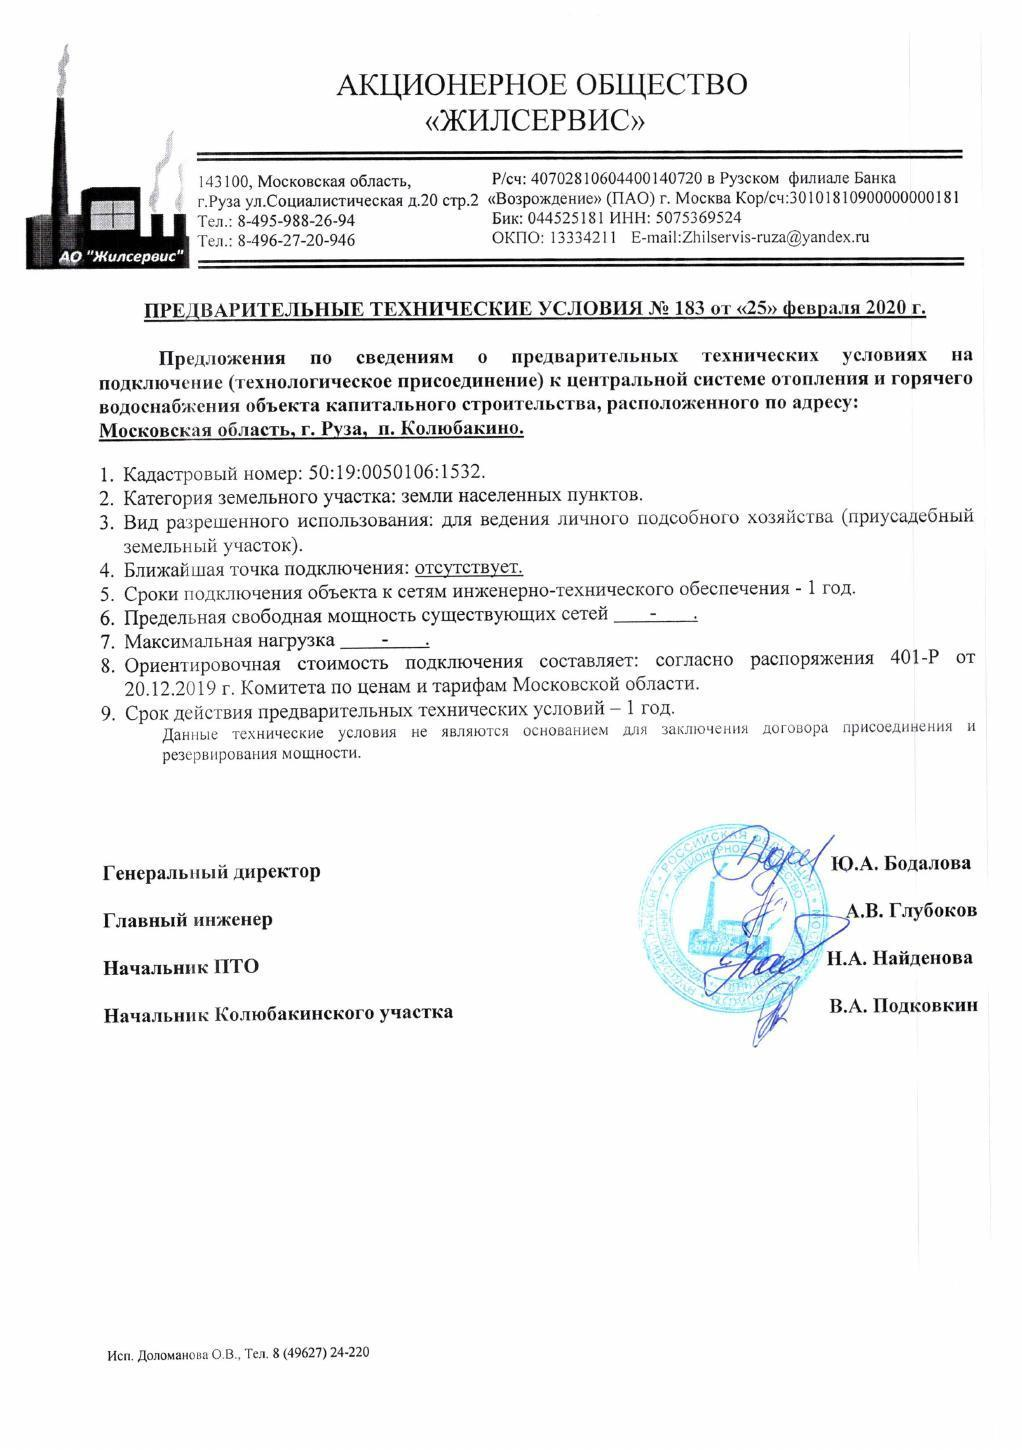 АКЦИОНЕРНОЕ ОБЩЕСТВО
«ЖИЛСЕРВИС»
АО "Жилсервис"
143100, Московская область,
г.Руза ул.Социалистическая д.20 стр.2
Тел.: 8-495-988-26-94
Тел.: 8-496-27-20-946
Р/сч: 40702810604400140720 в Рузском филиале Банка
«Возрождение» (ПАО) г. Москва Кор/сч:30101810900000000181
Бик: 044525181 ИНН: 5075369524
ОКПО: 13334211 E-mail:Zhilservis-ruza@yandex.ru
ПРЕДВАРИТЕЛЬНЫЕ ТЕХНИЧЕСКИЕ УСЛОВИЯ № 183 от «25» февраля 2020 г.
Предложения по сведениям о предварительных технических условиях на
подключение (технологическое присоединение) к центральной системе отопления и горячего
водоснабжения объекта капитального строительства, расположенного по адресу:
Московская область, г. Руза, п. Колюбакино.
1. Кадастровый номер: 50:19:0050106:1532.
2. Категория земельного участка: земли населенных пунктов.
3. Вид разрешенного использования: для ведения личного подсобного хозяйства (приусадебный
земельный участок).
4. Ближайшая точка подключения: отсутствует.
5. Сроки подключения объекта к сетям инженерно-технического обеспечения - 1 год.
6. Предельная свободная мощность существующих сетей ____-____.
7. Максимальная нагрузка ____-____.
8. Ориентировочная стоимость подключения составляет: согласно распоряжения 401-Р от
20.12.2019 г. Комитета по ценам и тарифам Московской области.
9. Срок действия предварительных технических условий – 1 год.
Данные технические условия не являются основанием для заключения договора присоединения и
резервирования мощности.
Генеральный директор Ю.А. Бодалова
Главный инженер А.В. Глубоков
Начальник ПТО Н.А. Найденова
Начальник Колюбакинского участка В.А. Подковкин
РОССИЙСКАЯ ФЕДЕРАЦИЯ
АКЦИОНЕРНОЕ ОБЩЕСТВО
Исп. Доломанова О.В., Тел. 8 (49627) 24-220